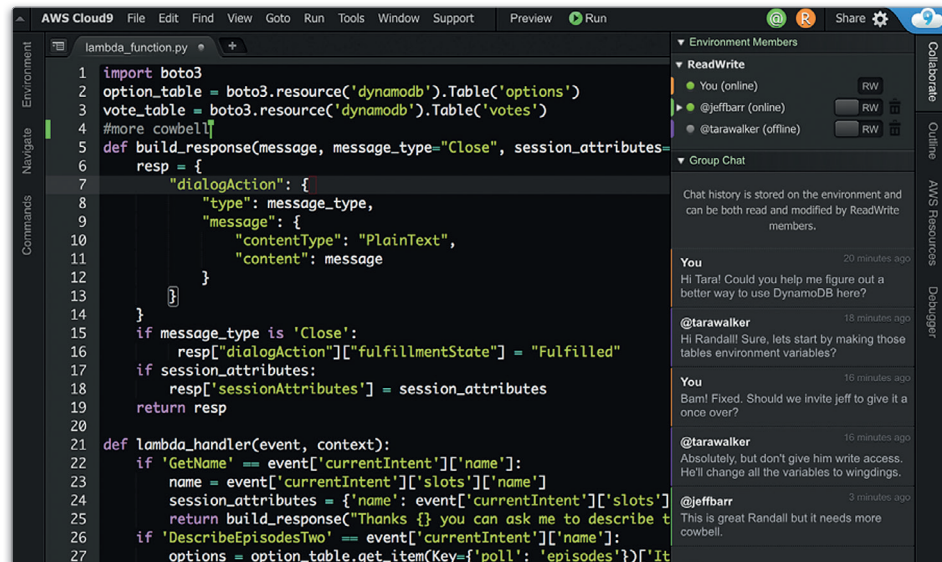 AWS Cloud9 File Edit Find View Goto Run Tools Window Support Preview Run @ R Share 9
lambda_function.py +
Environment
Navigate
Commands
1 import boto3
2 option_table = boto3.resource('dynamodb').Table('options')
3 vote_table = boto3.resource('dynamodb').Table('votes')
4 #more cowbell
5 def build_response(message, message_type="Close", session_attributes=
6 resp = {
7 "dialogAction": {
8 "type": message_type,
9 "message": {
10 "contentType": "PlainText",
11 "content": message
12 }
13 }
14 }
15 if message_type is 'Close':
16 resp["dialogAction"]["fulfillmentState"] = "Fulfilled"
17 if session_attributes:
18 resp['sessionAttributes'] = session_attributes
19 return resp
20
21 def lambda_handler(event, context):
22 if 'GetName' == event['currentIntent']['name']:
23 name = event['currentIntent']['slots']['name']
24 session_attributes = {'name': event['currentIntent']['slots']
25 return build_response("Thanks {} you can ask me to describe t
26 if 'DescribeEpisodesTwo' == event['currentIntent']['name']:
27 options = option_table.get_item(Key={'poll': 'episodes'})['It
Environment Members
ReadWrite
You (online) RW
@jeffbarr (online) RW
@tarawalker (offline) RW
Group Chat
Chat history is stored on the environment and
can be both read and modified by ReadWrite
members.
You 20 minutes ago
Hi Tara! Could you help me figure out a
better way to use DynamoDB here?
@tarawalker 18 minutes ago
Hi Randall! Sure, lets start by making those
tables environment variables?
You 16 minutes ago
Bam! Fixed. Should we invite jeff to give it a
once over?
@tarawalker 16 minutes ago
Absolutely, but don't give him write access.
He'll change all the variables to wingdings.
@jeffbarr 3 minutes ago
This is great Randall but it needs more
cowbell.
Collaborate
Outline
AWS Resources
Debugger